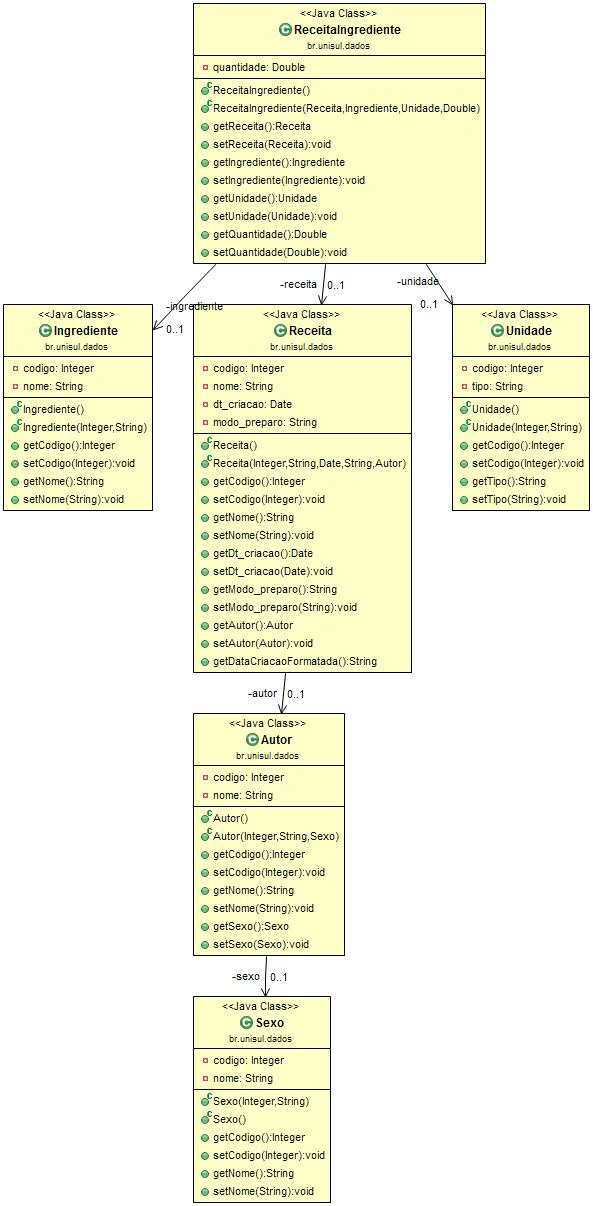 <<Java Class>>
ReceitaIngrediente
br.unisul.dados
quantidade: Double
ReceitaIngrediente()
ReceitaIngrediente(Receita,Ingrediente,Unidade,Double)
getReceita():Receita
setReceita(Receita):void
getIngrediente():Ingrediente
setIngrediente(Ingrediente):void
getUnidade():Unidade
setUnidade(Unidade):void
getQuantidade():Double
setQuantidade(Double):void
-ingrediente
0..1
-receita
0..1
-unidade
0..1
<<Java Class>>
Ingrediente
br.unisul.dados
codigo: Integer
nome: String
Ingrediente()
Ingrediente(Integer,String)
getCodigo():Integer
setCodigo(Integer):void
getNome():String
setNome(String):void
<<Java Class>>
Receita
br.unisul.dados
codigo: Integer
nome: String
dt_criacao: Date
modo_preparo: String
Receita()
Receita(Integer,String,Date,String,Autor)
getCodigo():Integer
setCodigo(Integer):void
getNome():String
setNome(String):void
getDt_criacao():Date
setDt_criacao(Date):void
getModo_preparo():String
setModo_preparo(String):void
getAutor():Autor
setAutor(Autor):void
getDataCriacaoFormatada():String
<<Java Class>>
Unidade
br.unisul.dados
codigo: Integer
tipo: String
Unidade()
Unidade(Integer,String)
getCodigo():Integer
setCodigo(Integer):void
getTipo():String
setTipo(String):void
-autor
0..1
<<Java Class>>
Autor
br.unisul.dados
codigo: Integer
nome: String
Autor()
Autor(Integer,String,Sexo)
getCodigo():Integer
setCodigo(Integer):void
getNome():String
setNome(String):void
getSexo():Sexo
setSexo(Sexo):void
-sexo
0..1
<<Java Class>>
Sexo
br.unisul.dados
codigo: Integer
nome: String
Sexo(Integer,String)
Sexo()
getCodigo():Integer
setCodigo(Integer):void
getNome():String
setNome(String):void